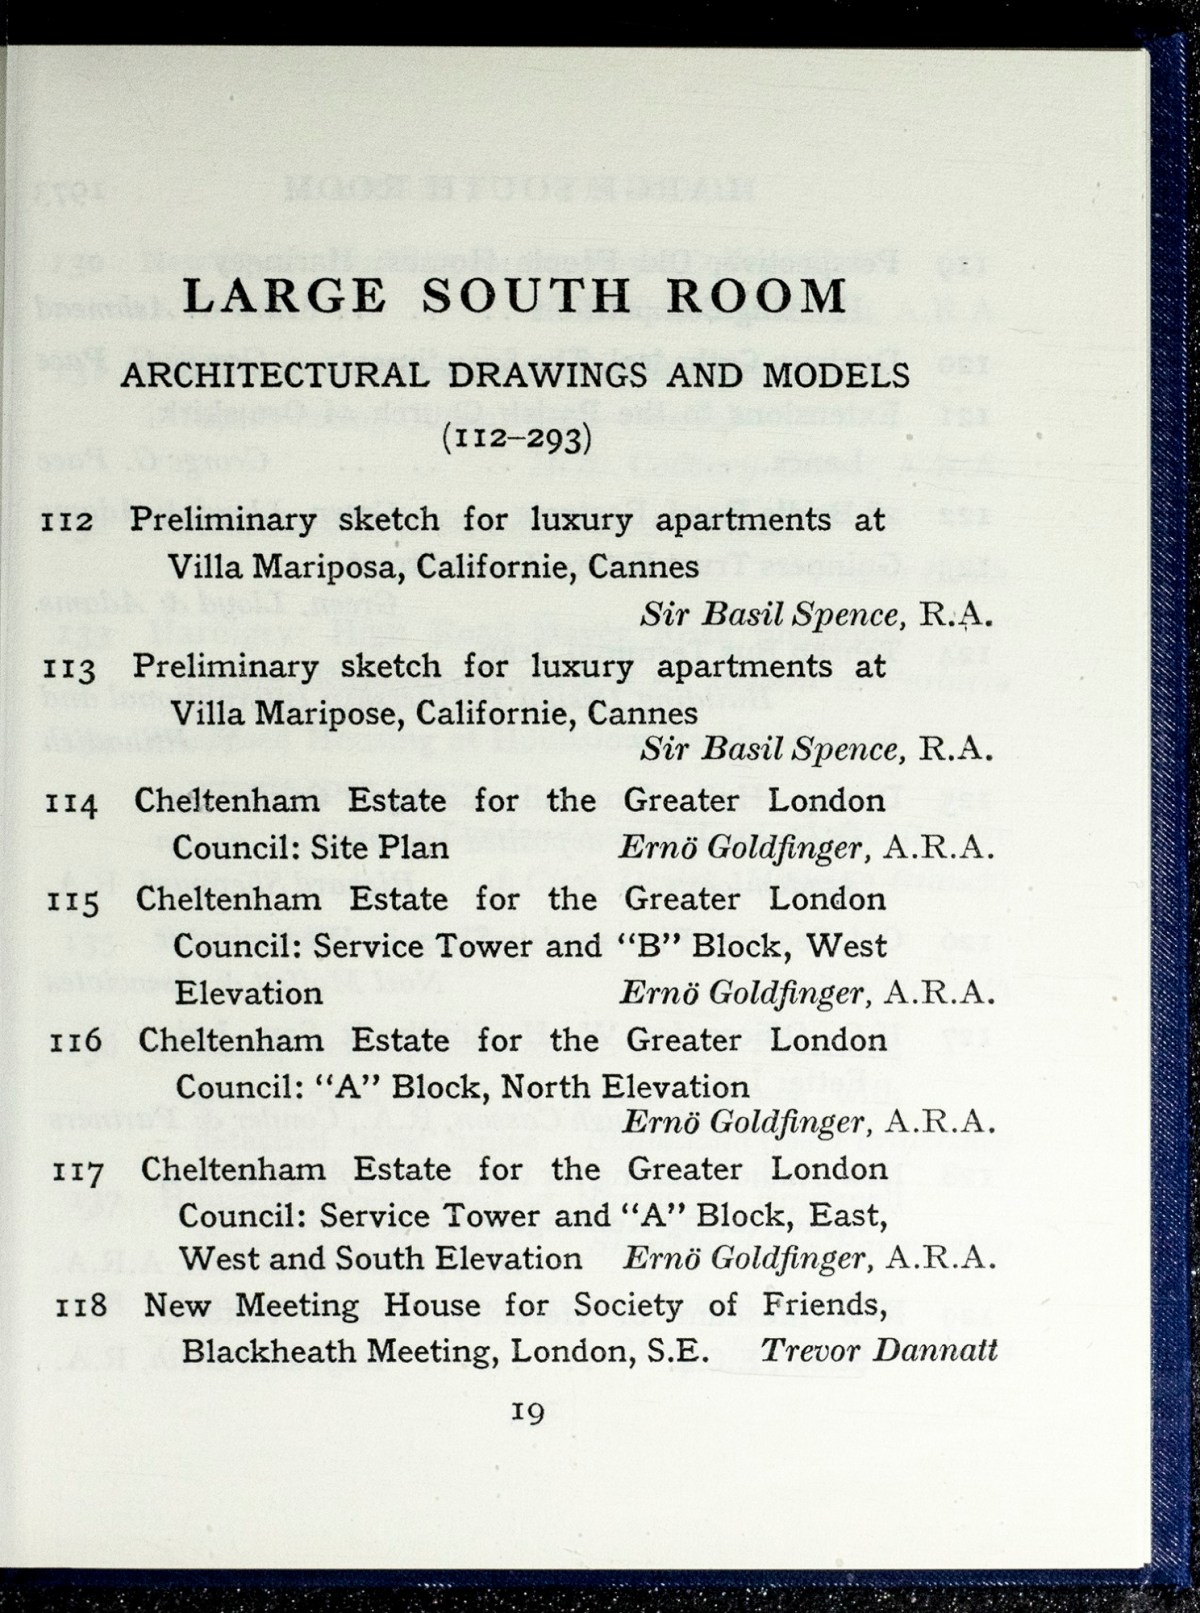 LARGE SOUTH ROOM
ARCHITECTURAL DRAWINGS AND MODELS
(112–293)
112 Preliminary sketch for luxury apartments at
Villa Mariposa, Californie, Cannes
Sir Basil Spence, R.A.
113 Preliminary sketch for luxury apartments at
Villa Maripose, Californie, Cannes
Sir Basil Spence, R.A.
114 Cheltenham Estate for the Greater London
Council: Site Plan Ernö Goldfinger, A.R.A.
115 Cheltenham Estate for the Greater London
Council: Service Tower and “B” Block, West
Elevation Ernö Goldfinger, A.R.A.
116 Cheltenham Estate for the Greater London
Council: “A” Block, North Elevation
Ernö Goldfinger, A.R.A.
117 Cheltenham Estate for the Greater London
Council: Service Tower and “A” Block, East,
West and South Elevation Ernö Goldfinger, A.R.A.
118 New Meeting House for Society of Friends,
Blackheath Meeting, London, S.E. Trevor Dannatt
19